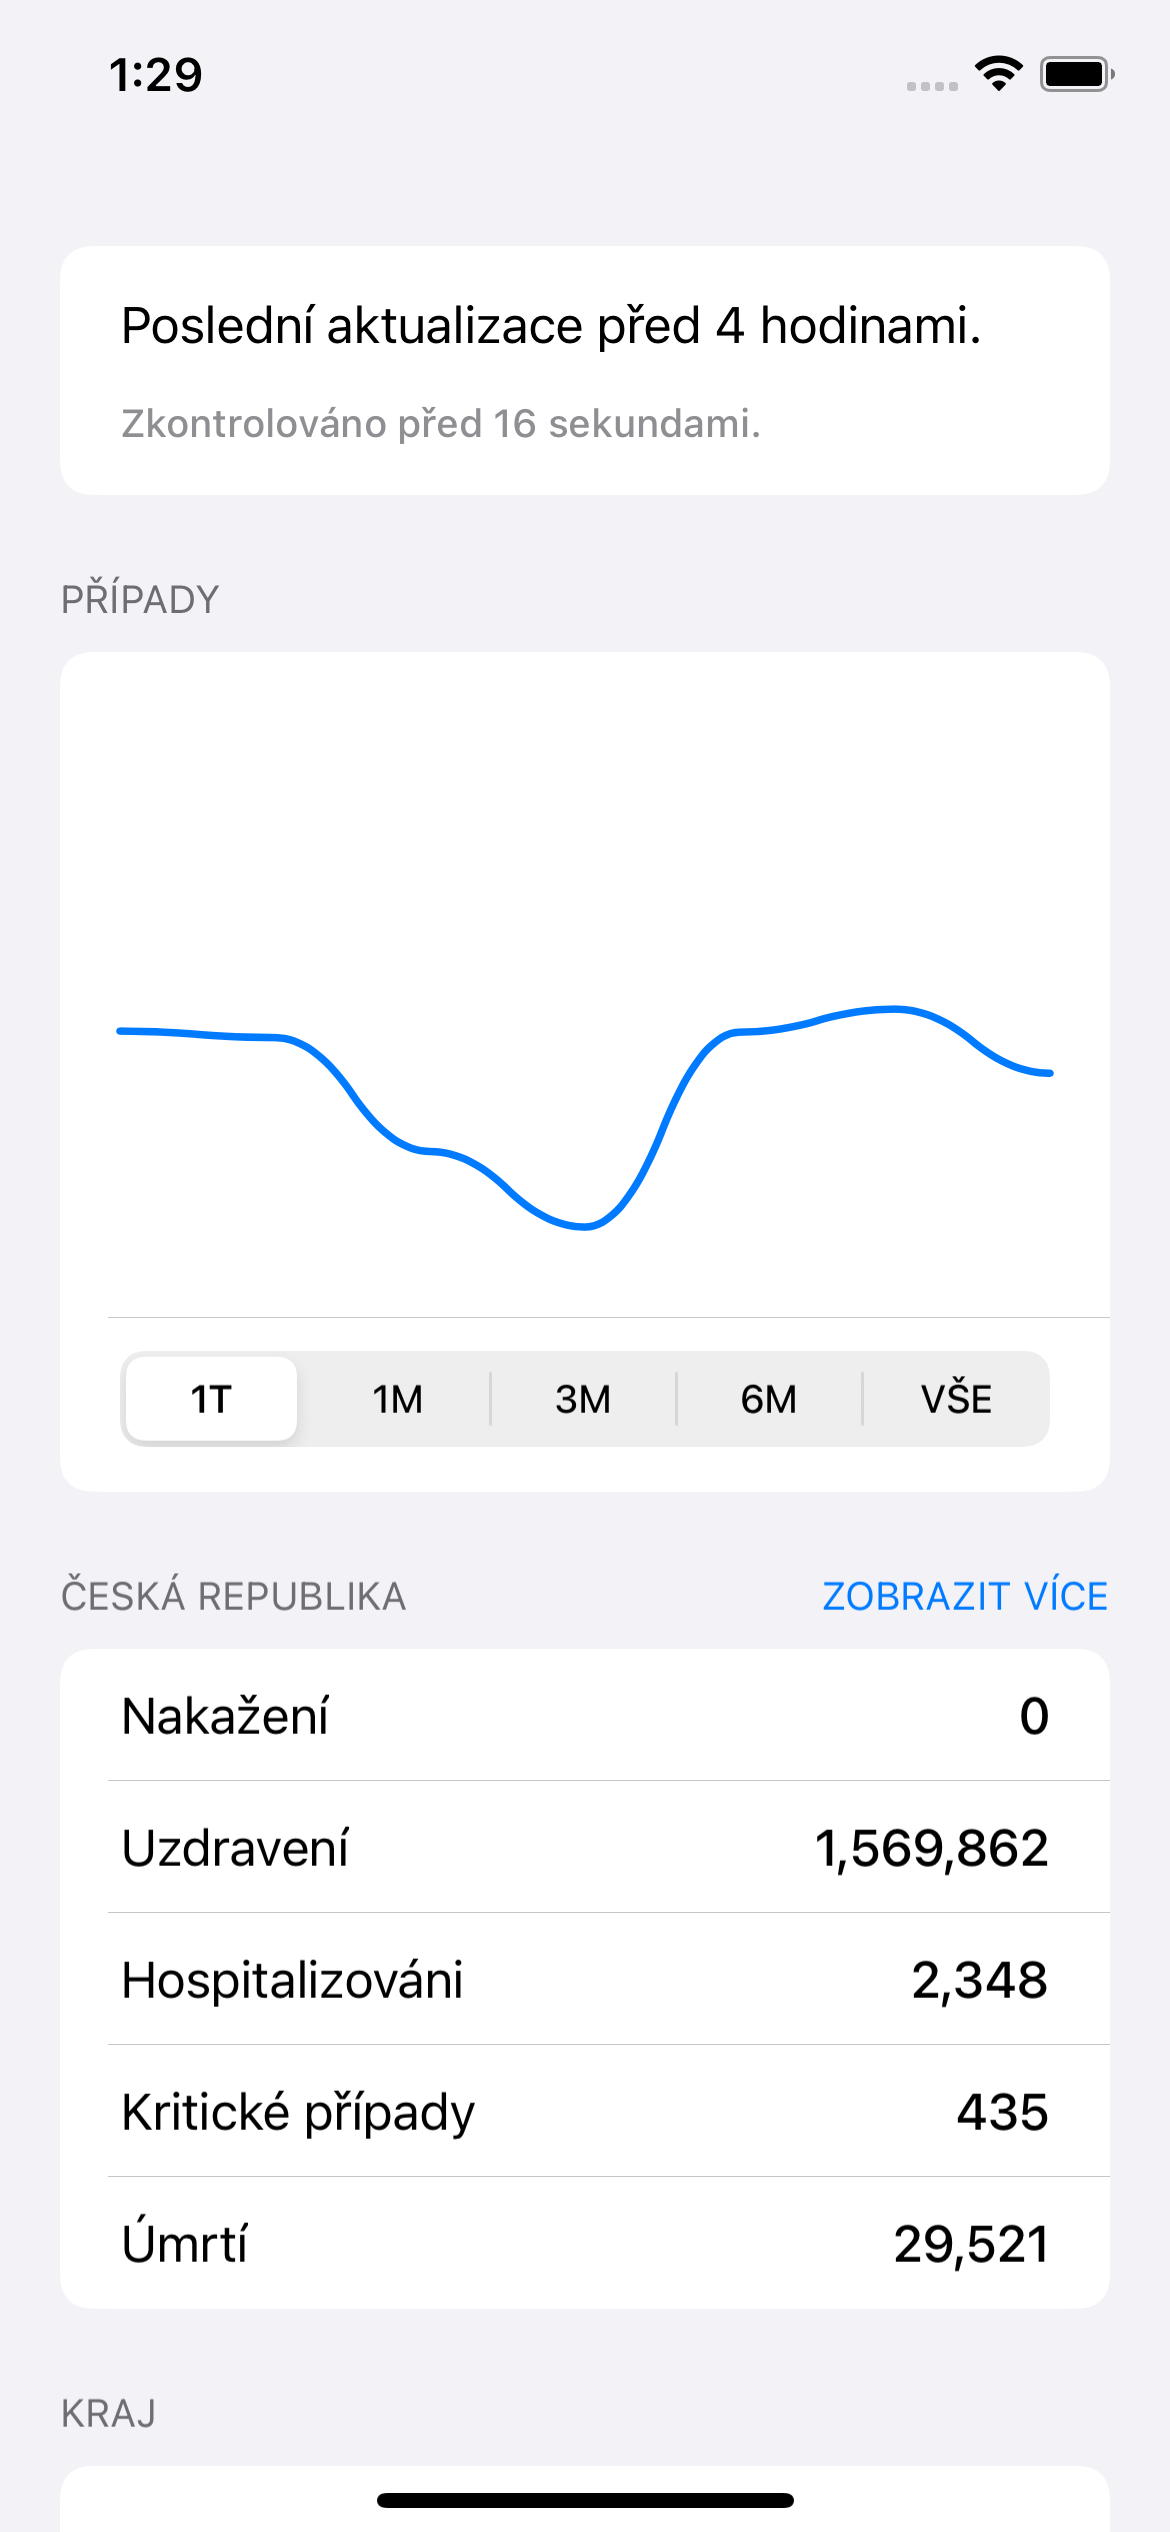 1:29
Poslední aktualizace před 4 hodinami.
Zkontrolováno před 16 sekundami.
PŘÍPADY
1T 1M 3M 6M VŠE
ČESKÁ REPUBLIKA ZOBRAZIT VÍCE
Nakažení 0
Uzdravení 1,569,862
Hospitalizováni 2,348
Kritické případy 435
Úmrtí 29,521
KRAJ